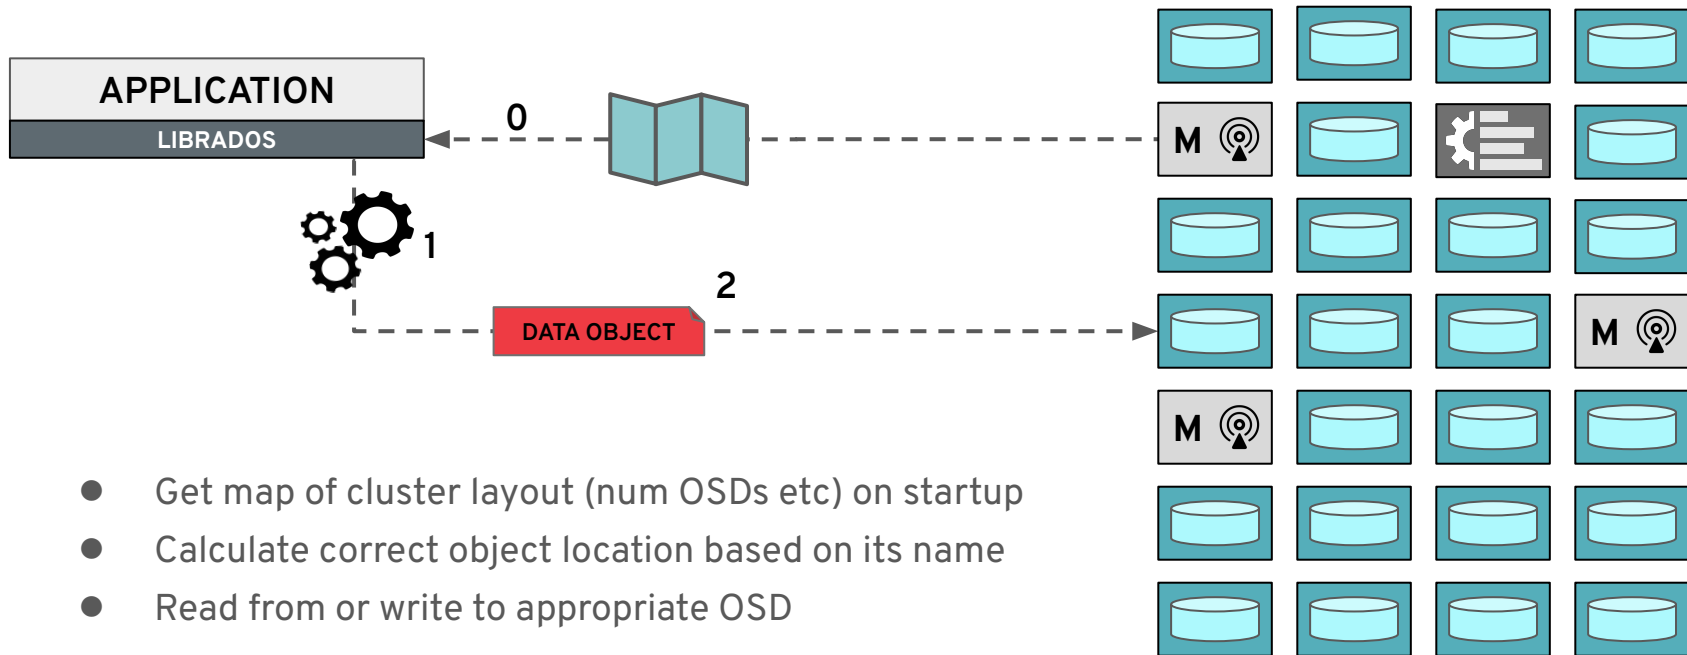 APPLICATION
LIBRADOS
0
M
1
2
DATA OBJECT
M
M
● Get map of cluster layout (num OSDs etc) on startup
● Calculate correct object location based on its name
● Read from or write to appropriate OSD